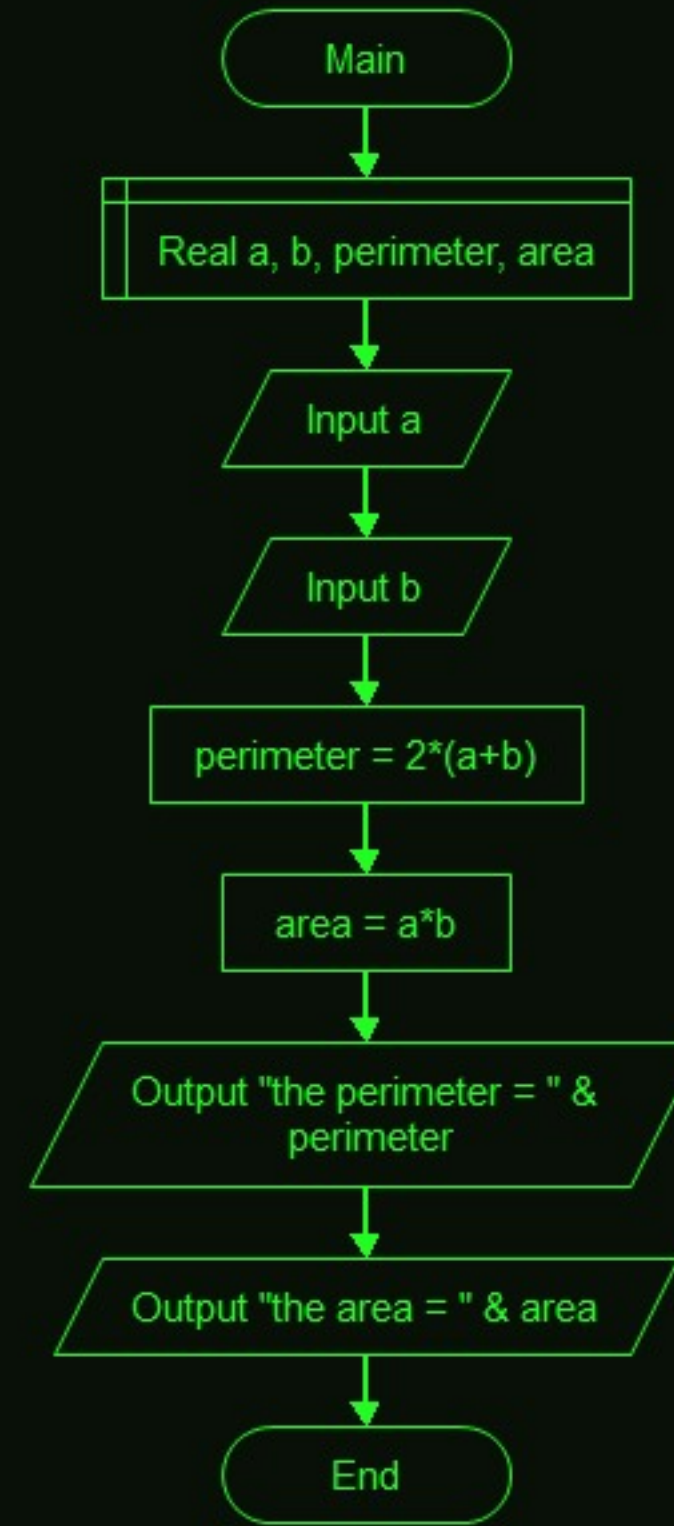 Main
Real a, b, perimeter, area
Input a
Input b
perimeter = 2*(a+b)
area = a*b
Output "the perimeter = " &
perimeter
Output "the area = " & area
End